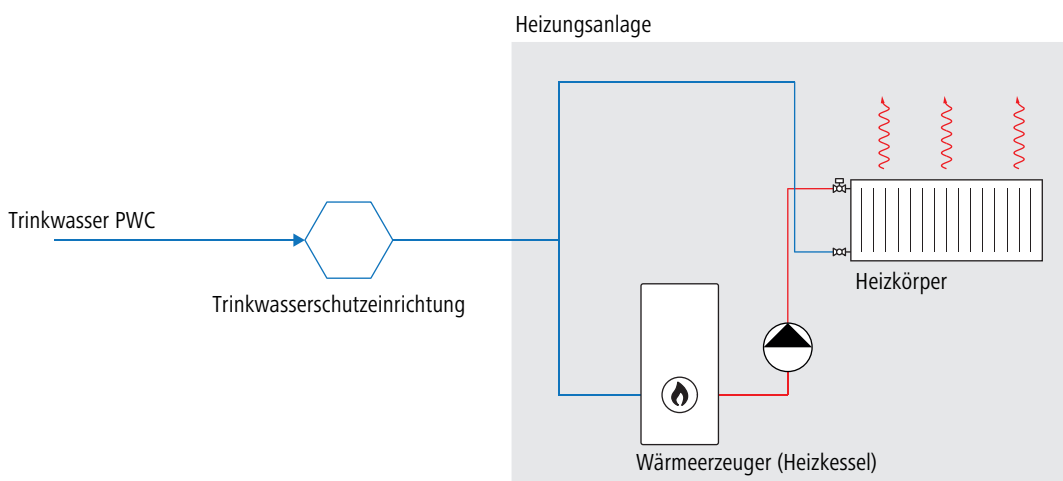 Heizungsanlage
Trinkwasser PWC
Trinkwasserschutzeinrichtung
Heizkörper
Wärmeerzeuger (Heizkessel)